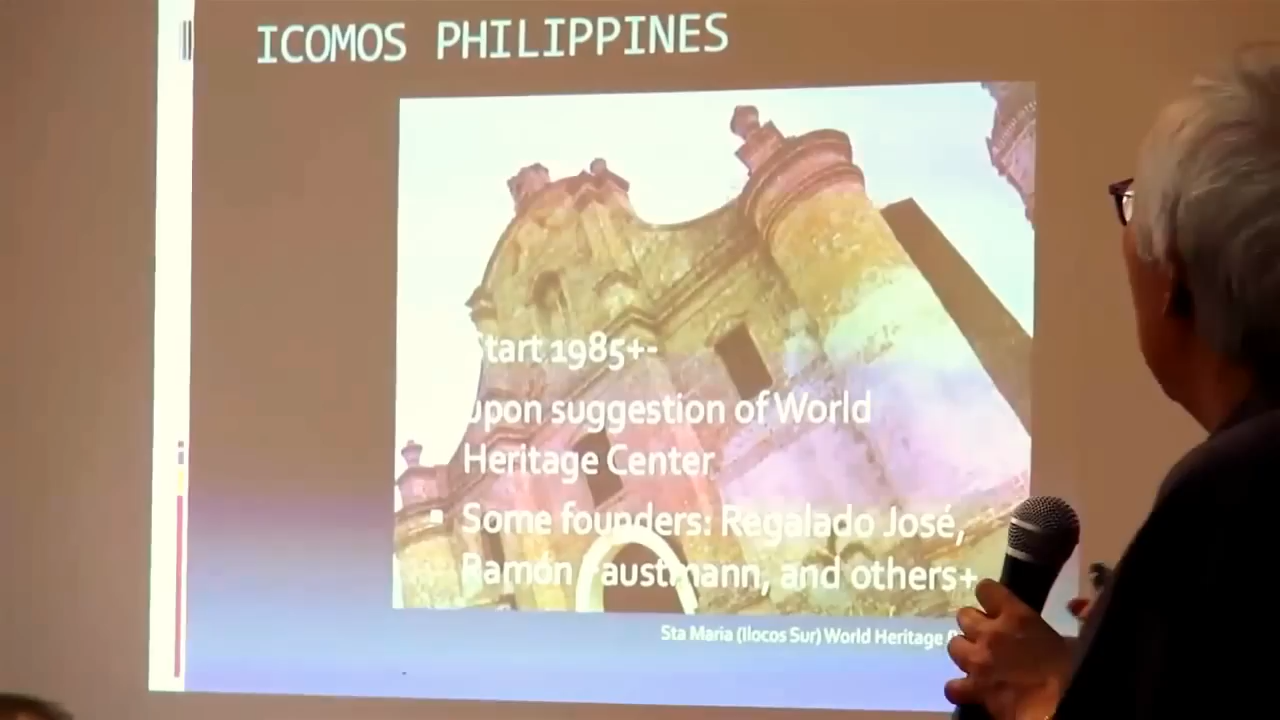 ICOMOS PHILIPPINES
Start 1985+-
upon suggestion of World
Heritage Center
▪ Some founders: Regalado José,
Ramón Faustmann, and others+
Sta Maria (Ilocos Sur) World Heritage